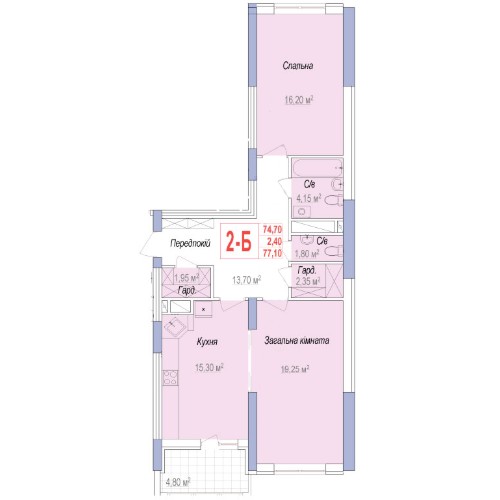 Спальна
16.20 м²
С/в
4,15 м²
2-Б
74,70
2,40
77,10
Передпокій
С/в
1,80 м²
1,95 м²
Гард.
13,70 м²
Гард.
2.35 м²
Кухня
15,30 м²
Загальна кімната
19,25 м²
4,80 м²